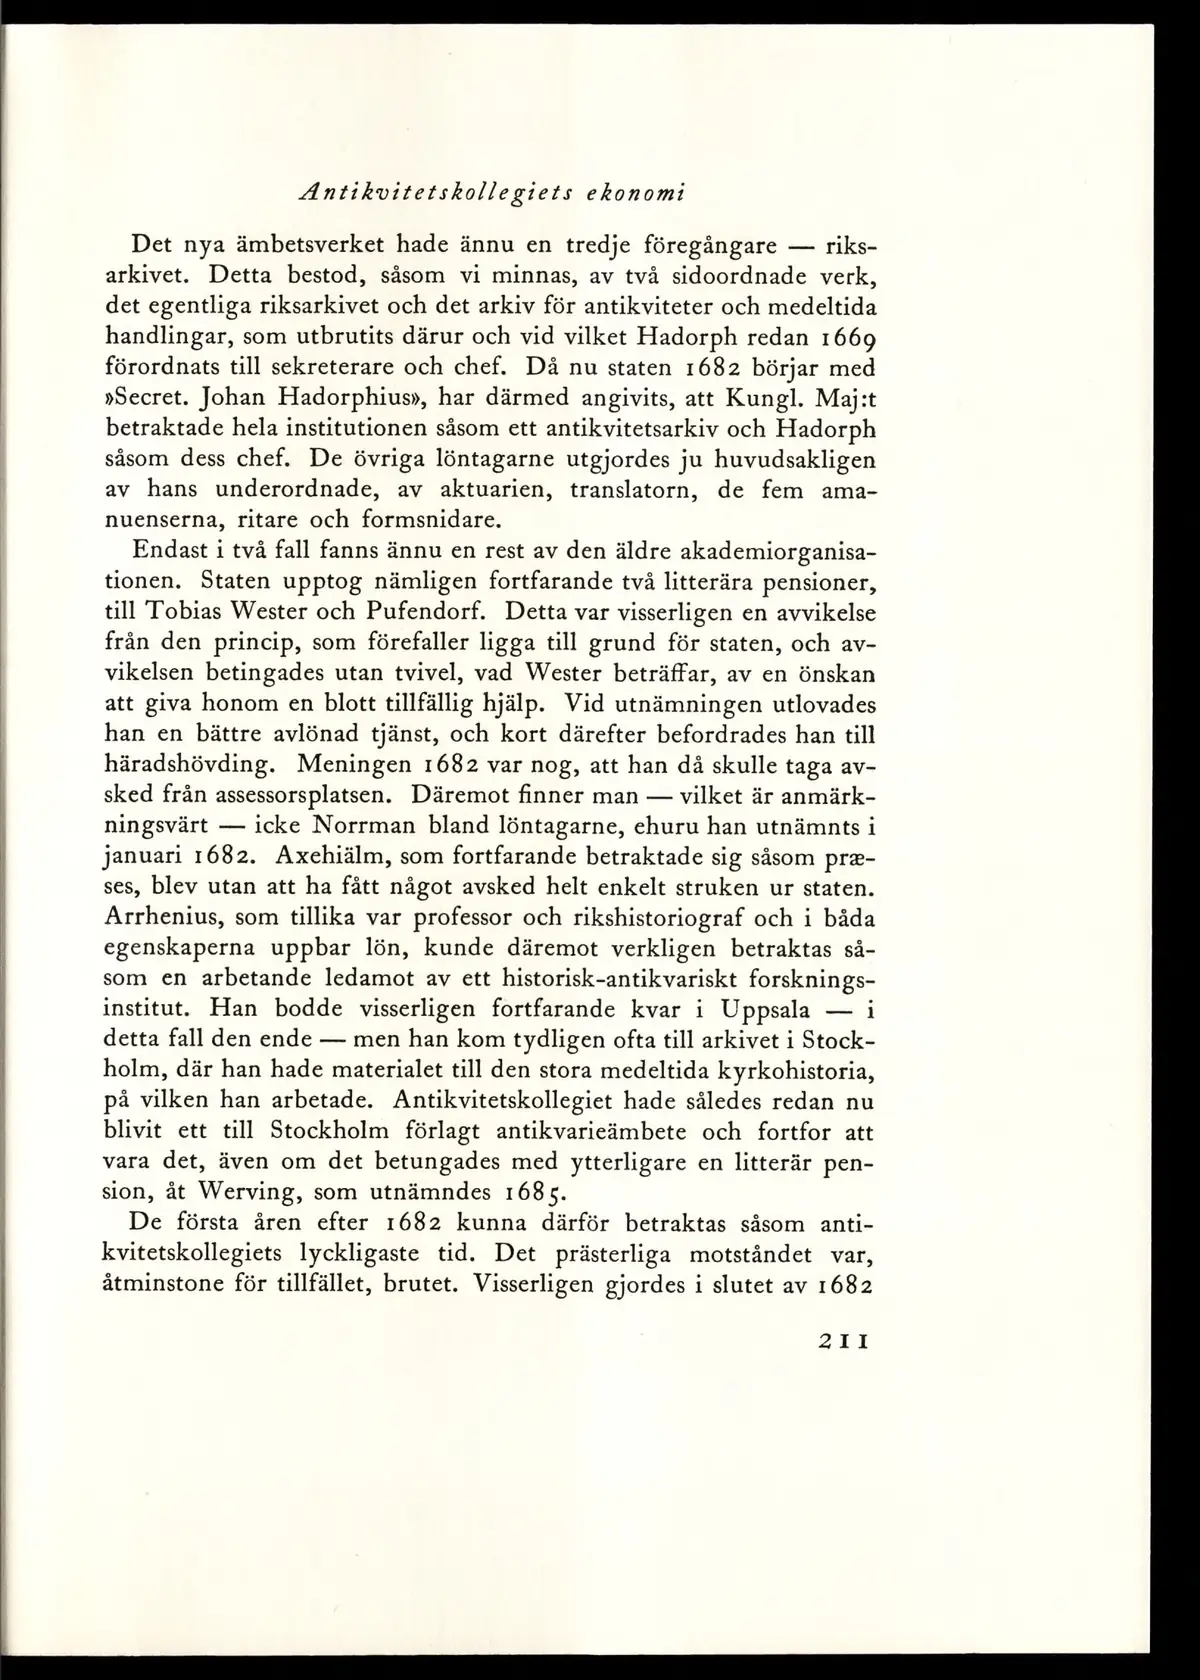 Antikvitetskollegiets ekonomi
Det nya ämbetsverket hade ännu en tredje föregångare — riks-
arkivet. Detta bestod, såsom vi minnas, av två sidoordnade verk,
det egentliga riksarkivet och det arkiv för antikviteter och medeltida
handlingar, som utbrutits därur och vid vilket Hadorph redan 1669
förordnats till sekreterare och chef. Då nu staten 1682 börjar med
»Secret. Johan Hadorphius», har därmed angivits, att Kungl. Maj:t
betraktade hela institutionen såsom ett antikvitetsarkiv och Hadorph
såsom dess chef. De övriga löntagarne utgjordes ju huvudsakligen
av hans underordnade, av aktuarien, translatorn, de fem ama-
nuenserna, ritare och formsnidare.
Endast i två fall fanns ännu en rest av den äldre akademiorganisa-
tionen. Staten upptog nämligen fortfarande två litterära pensioner,
till Tobias Wester och Pufendorf. Detta var visserligen en avvikelse
från den princip, som förefaller ligga till grund för staten, och av-
vikelsen betingades utan tvivel, vad Wester beträffar, av en önskan
att giva honom en blott tillfällig hjälp. Vid utnämningen utlovades
han en bättre avlönad tjänst, och kort därefter befordrades han till
häradshövding. Meningen 1682 var nog, att han då skulle taga av-
sked från assessorsplatsen. Däremot finner man — vilket är anmärk-
ningsvärt — icke Norrman bland löntagarne, ehuru han utnämnts i
januari 1682. Axehiälm, som fortfarande betraktade sig såsom præ-
ses, blev utan att ha fått något avsked helt enkelt struken ur staten.
Arrhenius, som tillika var professor och rikshistoriograf och i båda
egenskaperna uppbar lön, kunde däremot verkligen betraktas så-
som en arbetande ledamot av ett historisk-antikvariskt forsknings-
institut. Han bodde visserligen fortfarande kvar i Uppsala — i
detta fall den ende — men han kom tydligen ofta till arkivet i Stock-
holm, där han hade materialet till den stora medeltida kyrkohistoria,
på vilken han arbetade. Antikvitetskollegiet hade således redan nu
blivit ett till Stockholm förlagt antikvarieämbete och fortfor att
vara det, även om det betungades med ytterligare en litterär pen-
sion, åt Werving, som utnämndes 1685.
De första åren efter 1682 kunna därför betraktas såsom anti-
kvitetskollegiets lyckligaste tid. Det prästerliga motståndet var,
åtminstone för tillfället, brutet. Visserligen gjordes i slutet av 1682
211